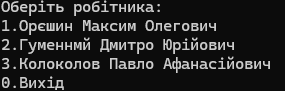 Оберіть робітника:
1.Орєшин Максим Олегович
2.Гуменнмй Дмитро Юрійович
3.Колоколов Павло Афанасійович
0.Вихід